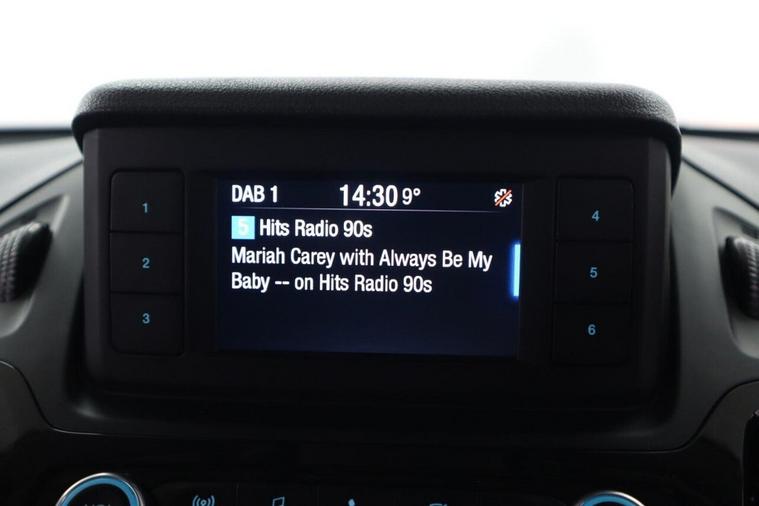 DAB 1 14:30 9°
5 Hits Radio 90s
Mariah Carey with Always Be My
Baby -- on Hits Radio 90s
1
2
3
4
5
6